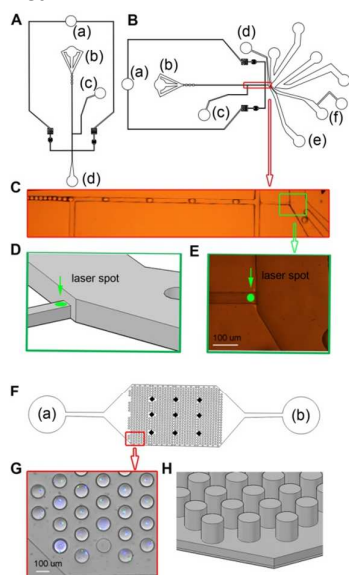 A
B
(a)
(b)
(c)
(d)
(a)
(b)
(c)
(d)
(e)
(f)
C
D
laser spot
E
laser spot
100 um
F
(a)
(b)
G
100 um
H